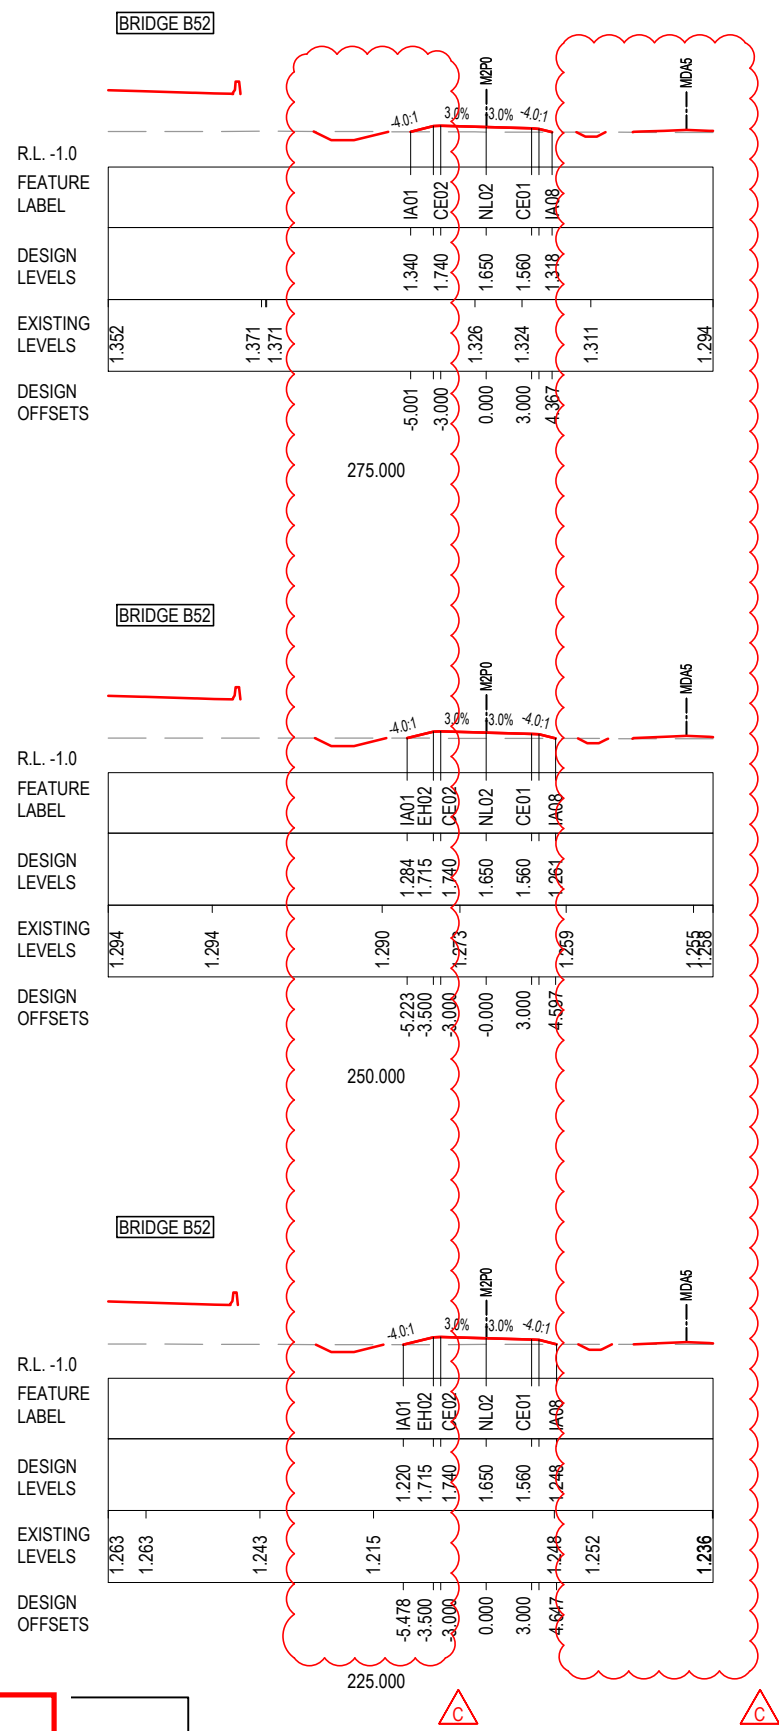 BRIDGE B52
M2P0
MDA5
-4.0:1 3.0% -3.0% -4.0:1
R.L. -1.0
FEATURE LABEL IA01 CE02 NL02 CE01 IA08
DESIGN LEVELS 1.340 1.740 1.650 1.560 1.318
EXISTING LEVELS 1.352 1.371 1.371 1.326 1.324 1.311 1.294
DESIGN OFFSETS -5.001 -3.000 0.000 3.000 4.367
275.000
BRIDGE B52
M2P0
MDA5
-4.0:1 3.0% -3.0% -4.0:1
R.L. -1.0
FEATURE LABEL IA01 EH02 CE02 NL02 CE01 IA08
DESIGN LEVELS 1.284 1.715 1.740 1.650 1.560 1.261
EXISTING LEVELS 1.294 1.294 1.290 1.273 1.259 1.255 1.258
DESIGN OFFSETS -5.223 -3.500 -3.000 -0.000 3.000 4.597
250.000
BRIDGE B52
M2P0
MDA5
-4.0:1 3.0% -3.0% -4.0:1
R.L. -1.0
FEATURE LABEL IA01 EH02 CE02 NL02 CE01 IA08
DESIGN LEVELS 1.220 1.715 1.740 1.650 1.560 1.248
EXISTING LEVELS 1.263 1.263 1.243 1.215 1.248 1.252 1.236
DESIGN OFFSETS -5.478 -3.500 -3.000 0.000 3.000 4.647
225.000
C
C